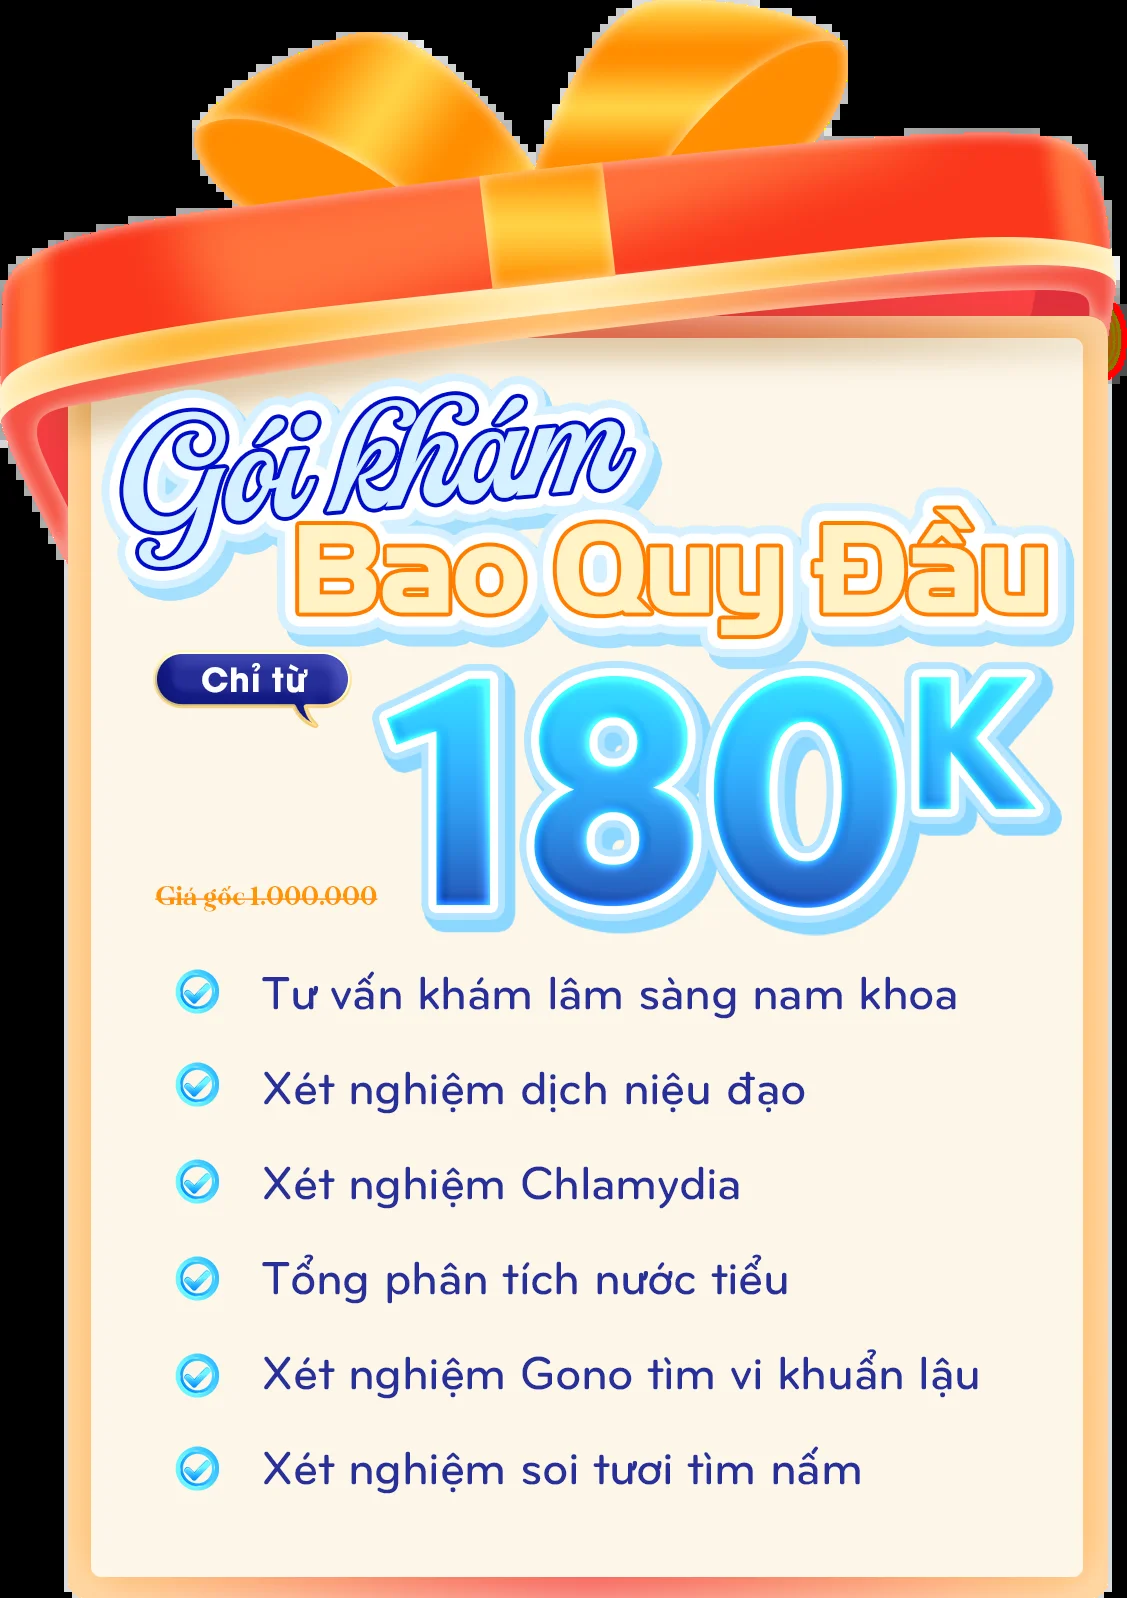 Gói khám
Bao Quy Đầu
Chỉ từ
180K
Giá gốc 1.000.000
Tư vấn khám lâm sàng nam khoa
Xét nghiệm dịch niệu đạo
Xét nghiệm Chlamydia
Tổng phân tích nước tiểu
Xét nghiệm Gono tìm vi khuẩn lậu
Xét nghiệm soi tươi tìm nấm